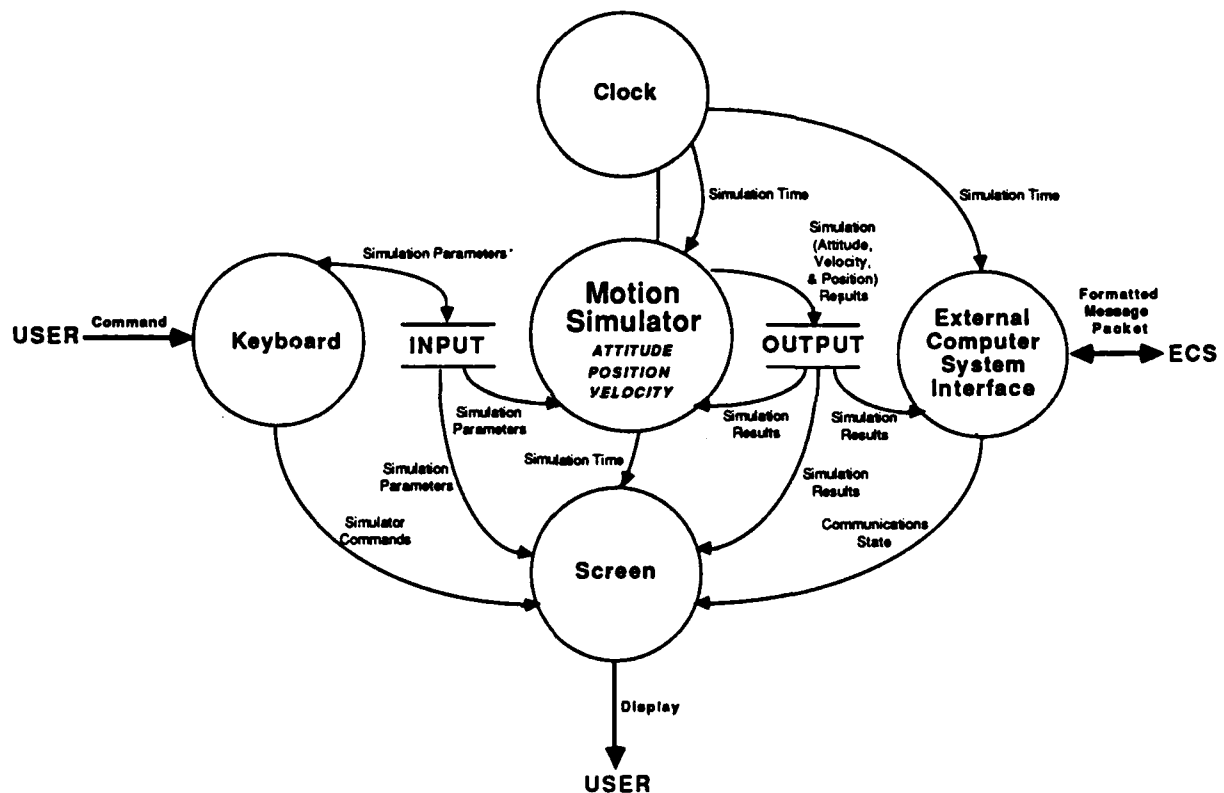 Clock
Simulation Time
Simulation Time
Simulation
(Attitude,
Velocity,
& Position)
Results
Simulation Parameters*
USER
Command
Keyboard
INPUT
Motion
Simulator
ATTITUDE
POSITION
VELOCITY
OUTPUT
External
Computer
System
Interface
Formatted
Message
Packet
ECS
Simulation
Parameters
Simulation
Results
Simulation
Results
Simulation Time
Simulation
Parameters
Simulation
Results
Simulator
Commands
Communications
State
Screen
Display
USER